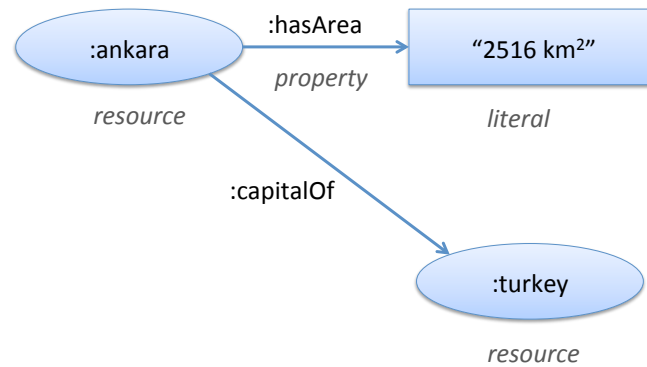 :hasArea
:ankara
“2516 km²”
property
resource
literal
:capitalOf
:turkey
resource